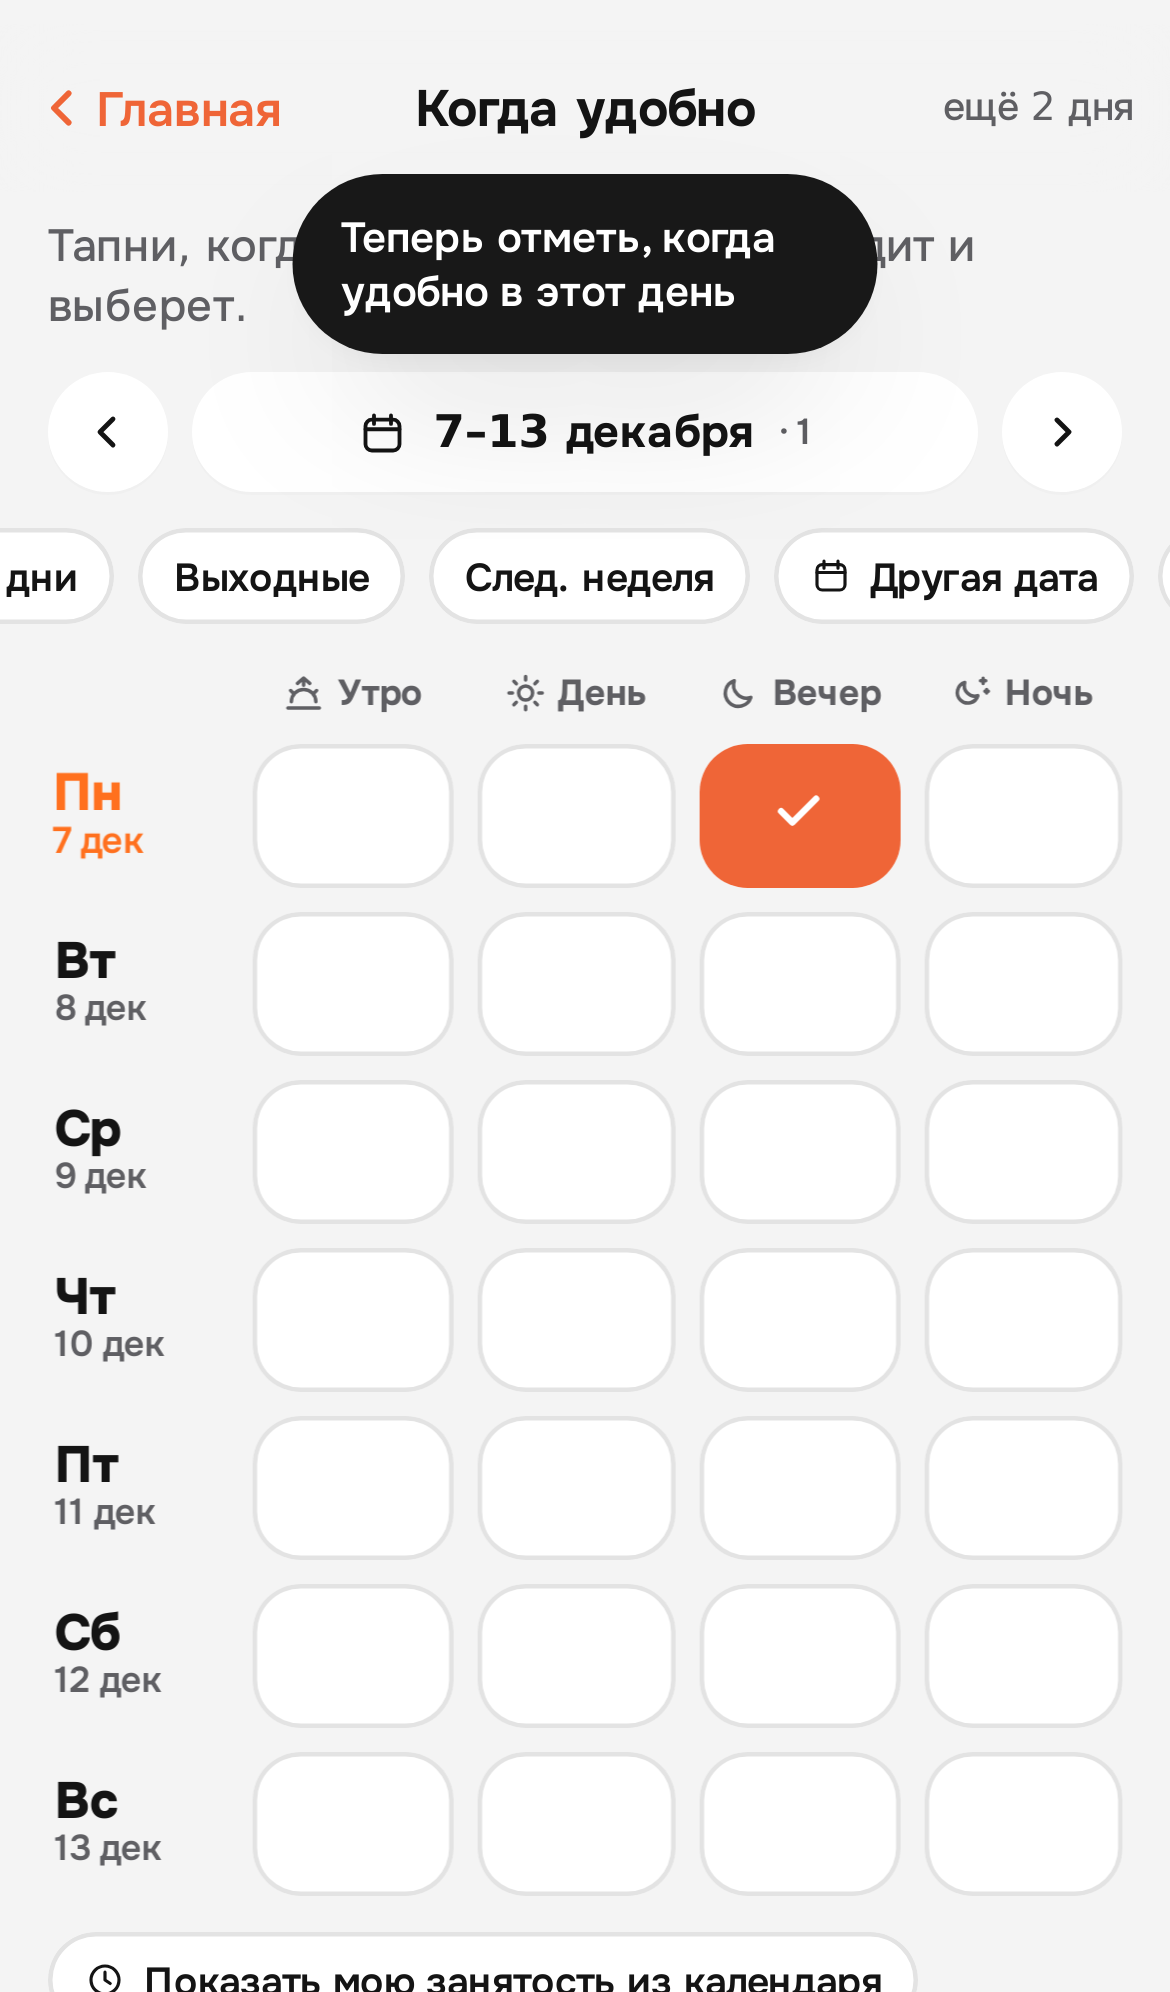 Главная
Когда удобно
ещё 2 дня
Теперь отметь, когда
удобно в этот день
Тапни, дит и
выберет.
7–13 декабря · 1
дни
Выходные
След. неделя
Другая дата
Утро
День
Вечер
Ночь
Пн
7 дек
Вт
8 дек
Ср
9 дек
Чт
10 дек
Пт
11 дек
Сб
12 дек
Вс
13 дек
Показать мою занятость из календаря